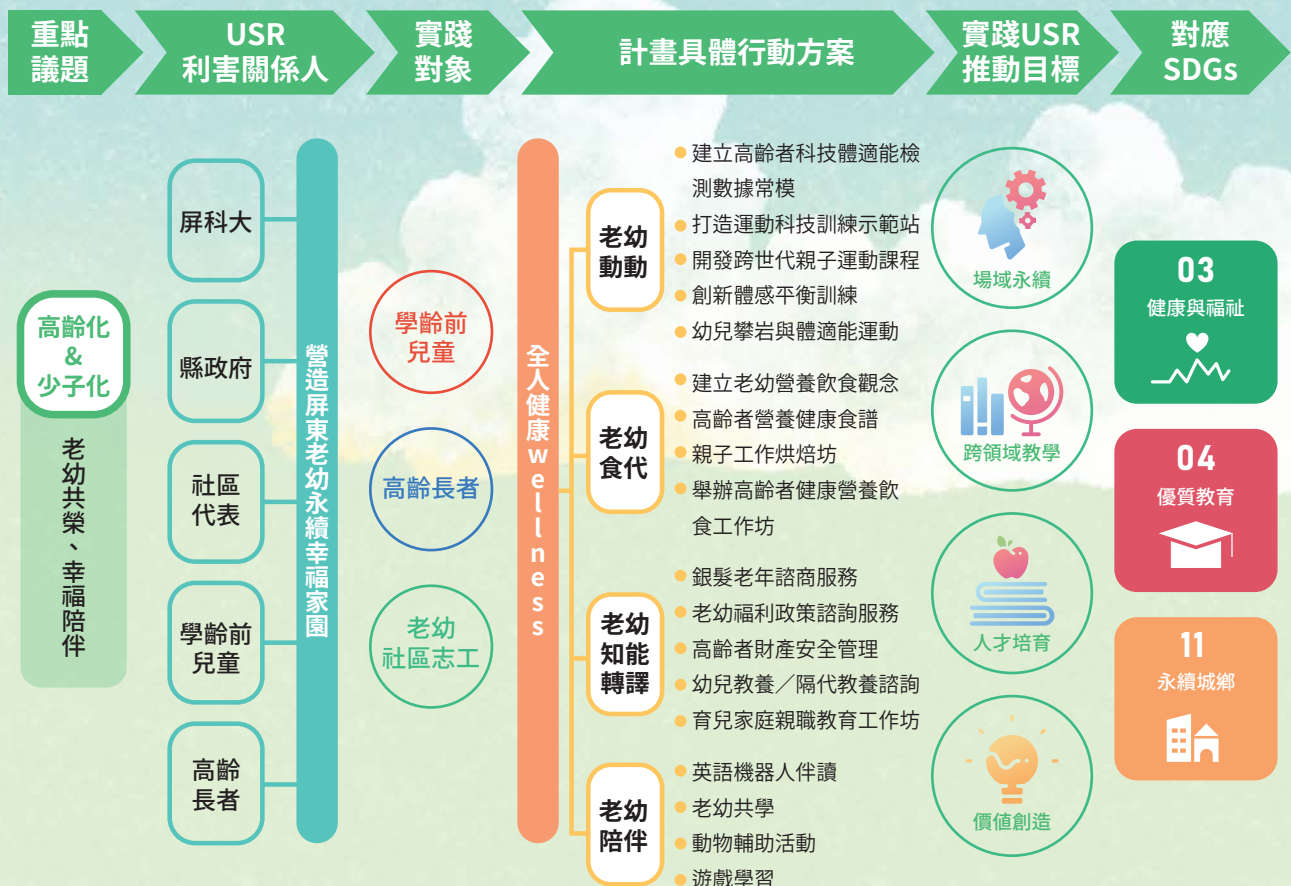 重點
議題
USR
利害關係人
實踐
對象
計畫具體行動方案
實踐USR
推動目標
對應
SDGs
高齡化
&
少子化
老幼共榮、幸福陪伴
屏科大
縣政府
社區
代表
學齡前
兒童
高齡
長者
營造屏東老幼永續幸福家園
學齡前
兒童
高齡長者
老幼
社區志工
全人健康wellness
老幼
動動
建立高齡者科技體適能檢
測數據常模
打造運動科技訓練示範站
開發跨世代親子運動課程
創新體感平衡訓練
幼兒攀岩與體適能運動
老幼
食代
建立老幼營養飲食觀念
高齡者營養健康食譜
親子工作烘焙坊
舉辦高齡者健康營養飲
食工作坊
老幼
知能
轉譯
銀髮老年諮商服務
老幼福利政策諮詢服務
高齡者財產安全管理
幼兒教養／隔代教養諮詢
育兒家庭親職教育工作坊
老幼
陪伴
英語機器人伴讀
老幼共學
動物輔助活動
遊戲學習
場域永續
跨領域教學
人才培育
價值創造
03
健康與福祉
04
優質教育
11
永續城鄉